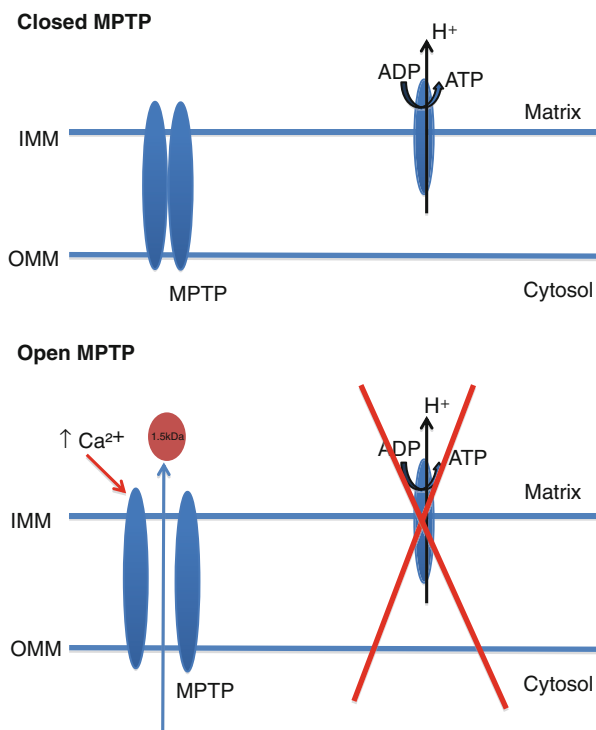 Closed MPTP
H⁺
ADP
ATP
Matrix
IMM
OMM
MPTP
Cytosol
Open MPTP
↑ Ca²⁺
1.5kDa
H⁺
ADP
ATP
Matrix
IMM
OMM
MPTP
Cytosol